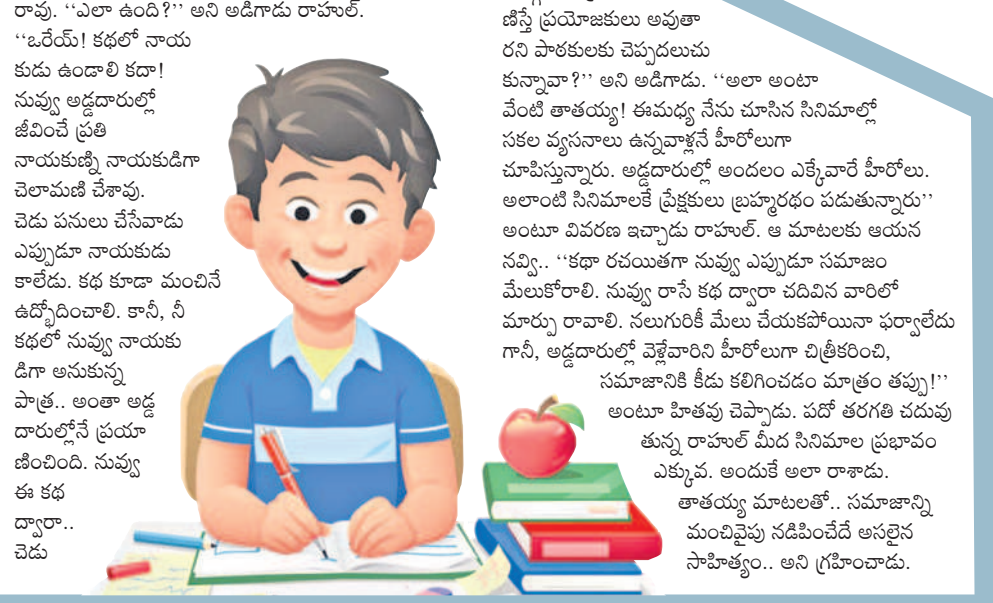 రావు. ‘‘ఎలా ఉంది?’’ అని అడిగాడు రాహుల్.
‘‘ఒరేయ్! కథలో నాయ
కుడు ఉండాలి కదా!
నువ్వు అడ్డదారుల్లో
జీవించే ప్రతి
నాయకుణ్ని నాయకుడిగా
చెలామణి చేశావు.
చెడు పనులు చేసేవాడు
ఎప్పుడూ నాయకుడు
కాలేడు. కథ కూడా మంచినే
ఉద్భోదించాలి. కానీ, నీ
కథలో నువ్వు నాయకు
డిగా అనుకున్న
పాత్ర.. అంతా అడ్డ
దారుల్లోనే ప్రయా
ణించింది. నువ్వు
ఈ కథ
ద్వారా..
చెడు
ణిస్తే ప్రయోజకులు అవుతా
రని పాఠకులకు చెప్పదలుచు
కున్నావా?’’ అని అడిగాడు. ‘‘అలా అంటా
వేంటి తాతయ్యా! ఈమధ్య నేను చూసిన సినిమాల్లో
సకల వ్యసనాలు ఉన్నవాళ్లనే హీరోలుగా
చూపిస్తున్నారు. అడ్డదారుల్లో అందలం ఎక్కేవారే హీరోలు.
అలాంటి సినిమాలకే ప్రేక్షకులు బ్రహ్మరథం పడుతున్నారు’’
అంటూ వివరణ ఇచ్చాడు రాహుల్. ఆ మాటలకు ఆయన
నవ్వి.. ‘‘కథా రచయితగా నువ్వు ఎప్పుడూ సమాజం
మేలుకోరాలి. నువ్వు రాసే కథ ద్వారా చదివిన వారిలో
మార్పు రావాలి. నలుగురికీ మేలు చేయకపోయినా ఫర్వాలేదు
గానీ, అడ్డదారుల్లో వెళ్లేవారిని హీరోలుగా చిత్రీకరించి,
సమాజానికి కీడు కలిగించడం మాత్రం తప్పు!’’
అంటూ హితవు చెప్పాడు. పదో తరగతి చదువు
తున్న రాహుల్ మీద సినిమాల ప్రభావం
ఎక్కువ. అందుకే అలా రాశాడు.
తాతయ్య మాటలతో.. సమాజాన్ని
మంచివైపు నడిపించేదే అసలైన
సాహిత్యం.. అని గ్రహించాడు.